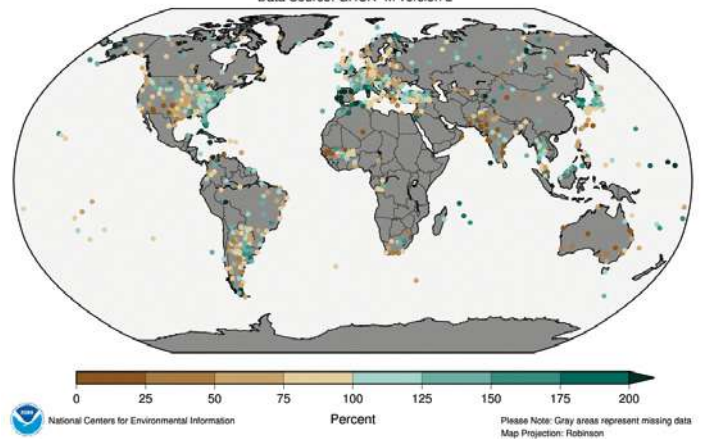 0 25 50 75 100 125 150 175 200
National Centers for Environmental Information
Percent
Please Note: Gray areas represent missing data
Map Projection: Robinson